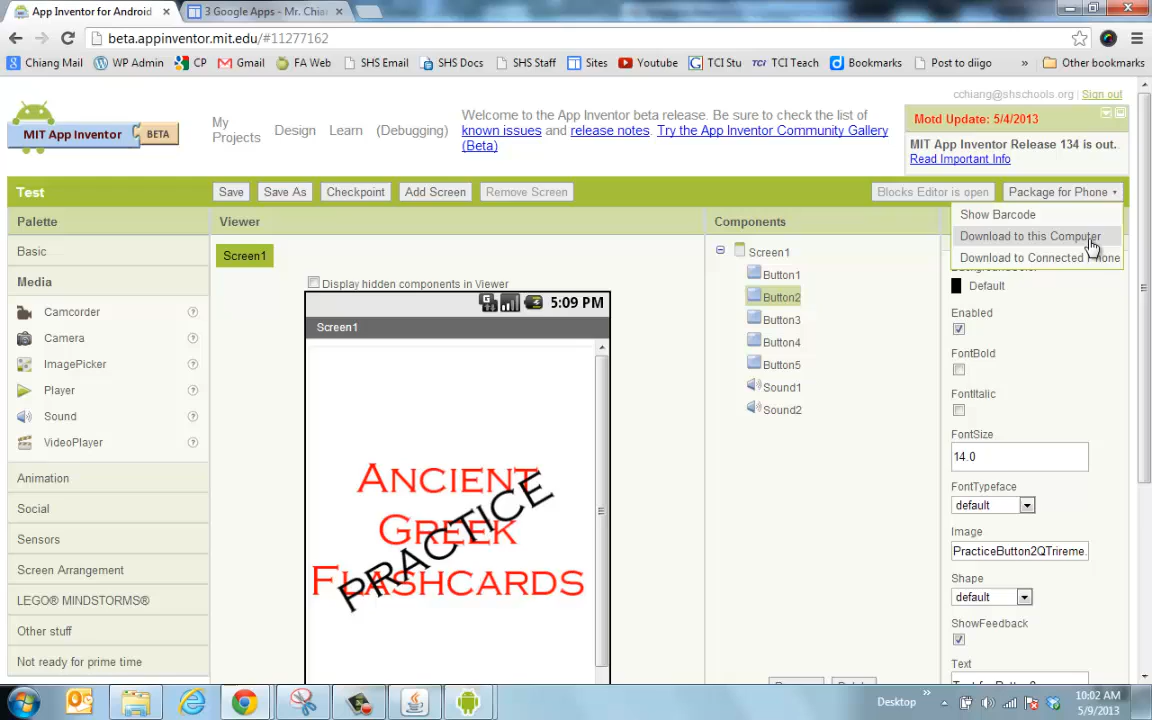 App Inventor for Android
3 Google Apps - Mr. Chian
beta.appinventor.mit.edu/#11277162
Chiang Mail
WP Admin
CP
Gmail
FA Web
SHS Email
SHS Docs
SHS Staff
Sites
Youtube
TCI Stu
TCI TCI Teach
Bookmarks
Post to diigo
»
Other bookmarks
cchiang@shschools.org | Sign out
MIT App Inventor BETA
My Projects
Design
Learn
(Debugging)
Welcome to the App Inventor beta release. Be sure to check the list of
known issues and release notes. Try the App Inventor Community Gallery
(Beta)
Motd Update: 5/4/2013
MIT App Inventor Release 134 is out.
Read Important Info
Test
Save
Save As
Checkpoint
Add Screen
Remove Screen
Blocks Editor is open
Package for Phone
Show Barcode
Download to this Computer
Download to Connected Phone
Palette
Basic
Media
Camcorder
Camera
ImagePicker
Player
Sound
VideoPlayer
Animation
Social
Sensors
Screen Arrangement
LEGO® MINDSTORMS®
Other stuff
Not ready for prime time
Viewer
Screen1
Display hidden components in Viewer
5:09 PM
Screen1
Ancient
Greek
Flashcards
PRACTICE
Components
Screen1
Button1
Button2
Button3
Button4
Button5
Sound1
Sound2
Default
Enabled
FontBold
FontItalic
FontSize
14.0
FontTypeface
default
Image
PracticeButton2QTrireme.
Shape
default
ShowFeedback
Text
Desktop
»
10:02 AM
5/9/2013